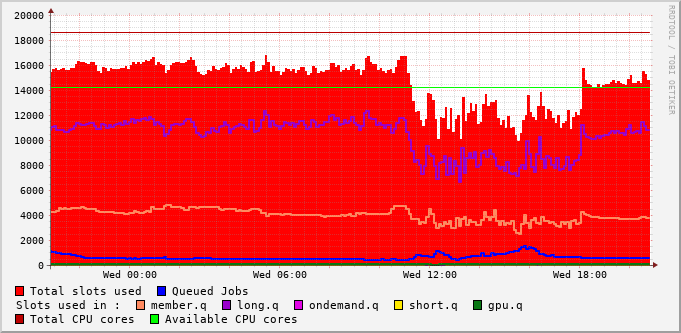 20000
18000
16000
14000
12000
10000
8000
6000
4000
2000
0
Wed 00:00 Wed 06:00 Wed 12:00 Wed 18:00
RRDTOOL / TOBI OETIKER
Total slots used Queued Jobs
Slots used in : member.q long.q ondemand.q short.q gpu.q
Total CPU cores Available CPU cores